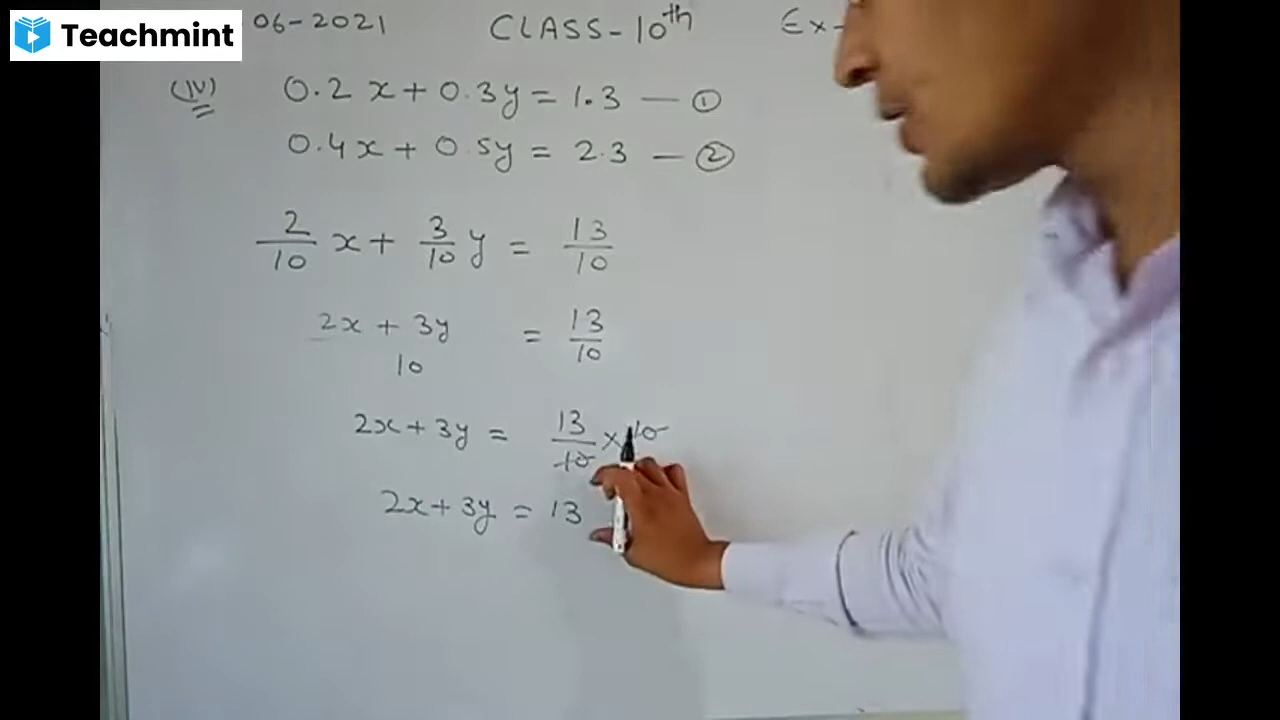 Teachmint
06-2021 CLASS-10th Ex-
(IV) 0.2x + 0.3y = 1.3 — ①
0.4x + 0.5y = 2.3 — ②
2/10 x + 3/10 y = 13/10
2x + 3y = 13/10
10
2x + 3y = 13/10 × 10
2x + 3y = 13